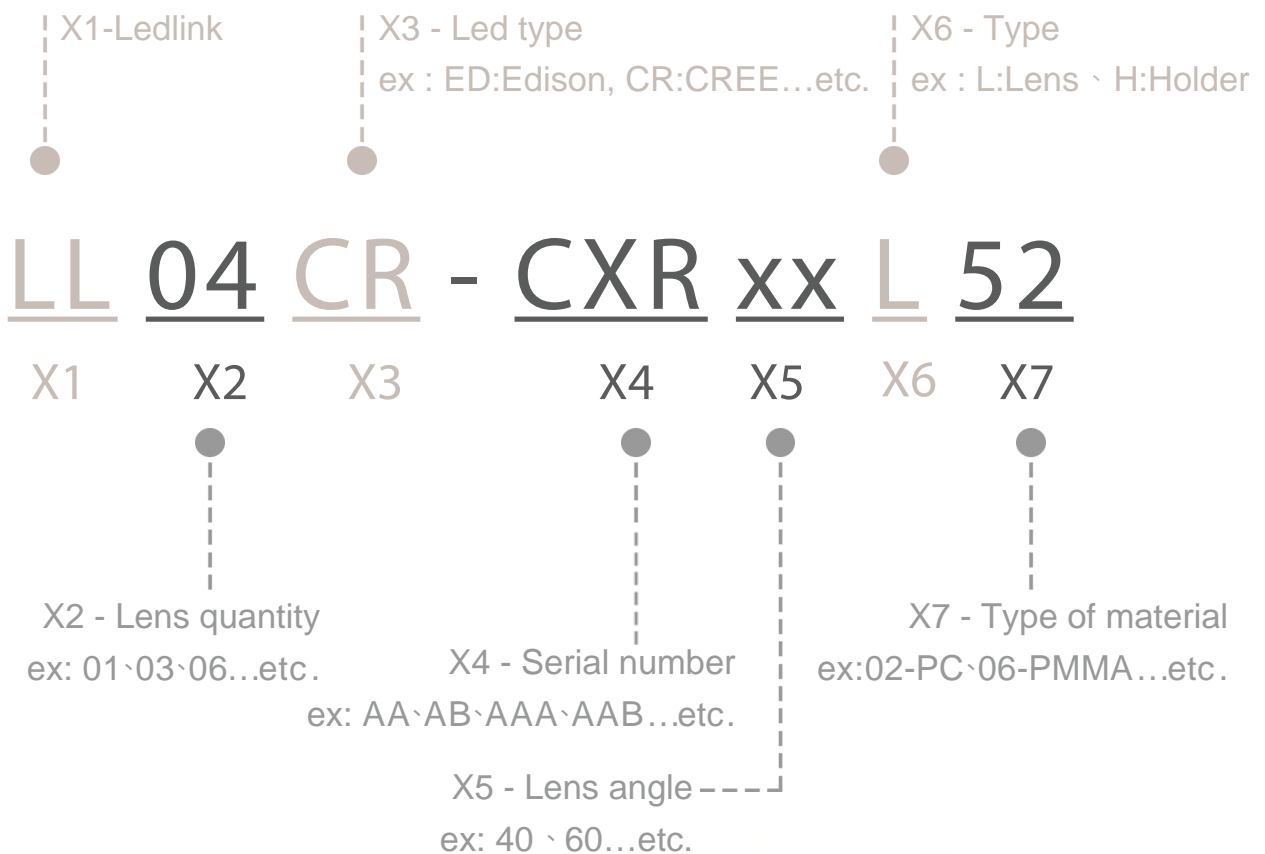 X1-Ledlink
X3 - Led type
ex : ED:Edison, CR:CREE…etc.
X6 - Type
ex : L:Lens、H:Holder
LL 04 CR - CXR xx L 52
X1 X2 X3 X4 X5 X6 X7
X2 - Lens quantity
ex: 01、03、06…etc.
X4 - Serial number
ex: AA、AB、AAA、AAB…etc.
X5 - Lens angle
ex: 40 、60…etc.
X7 - Type of material
ex:02-PC、06-PMMA…etc.